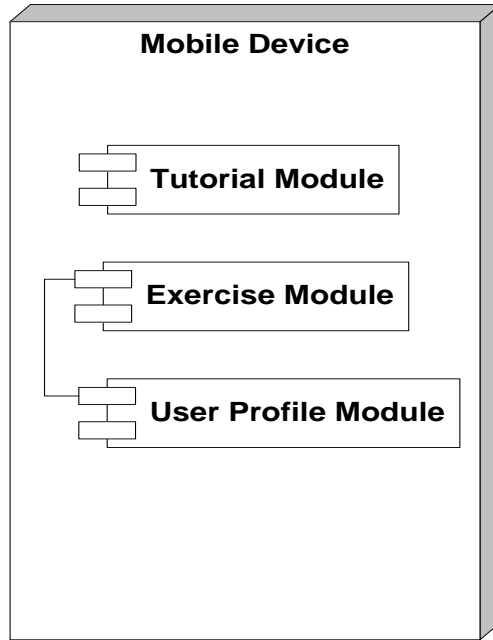 Mobile Device
Tutorial Module
Exercise Module
User Profile Module